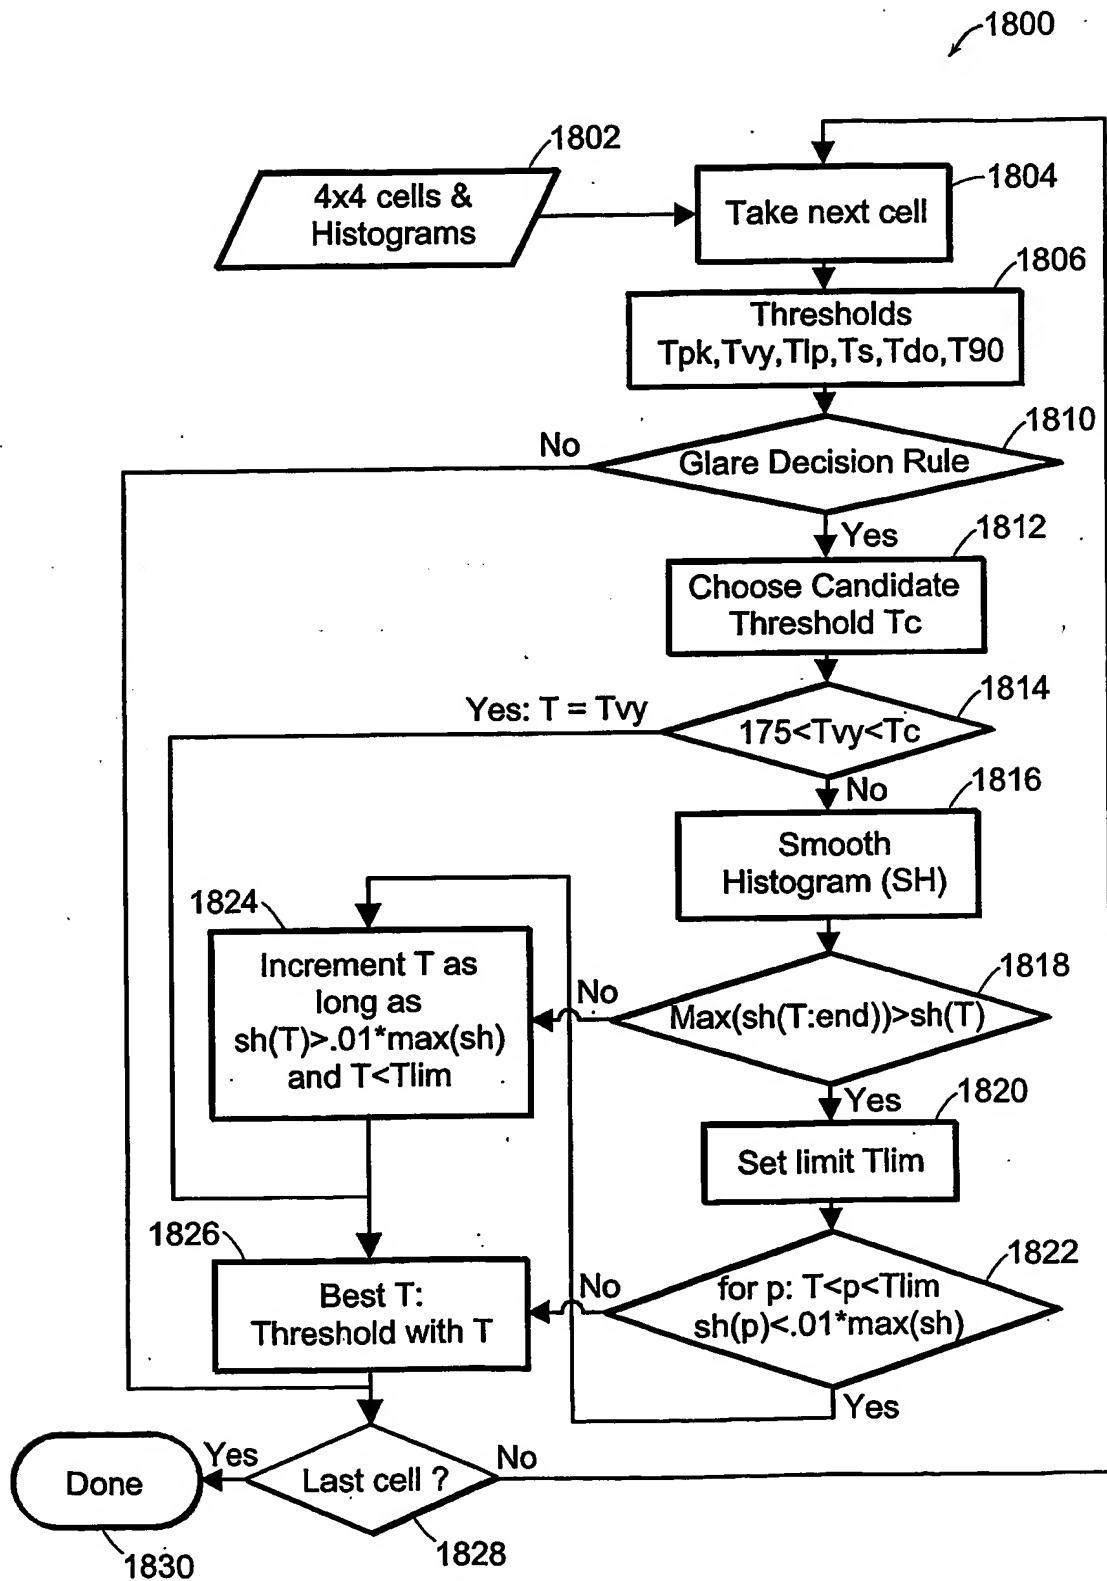 1800
1802
4x4 cells &
Histograms
1804
Take next cell
1806
Thresholds
Tpk,Tvy,Tlp,Ts,Tdo,T90
1810
No
Glare Decision Rule
Yes
1812
Choose Candidate
Threshold Tc
1814
Yes: T = Tvy
175<Tvy<Tc
No
1816
Smooth
Histogram (SH)
1824
Increment T as
long as
sh(T)>.01*max(sh)
and T<Tlim
1818
No
Max(sh(T:end))>sh(T)
Yes
1820
Set limit Tlim
1826
Best T:
Threshold with T
1822
No
for p: T<p<Tlim
sh(p)<.01*max(sh)
Yes
Yes
No
Done
Last cell ?
1828
1830